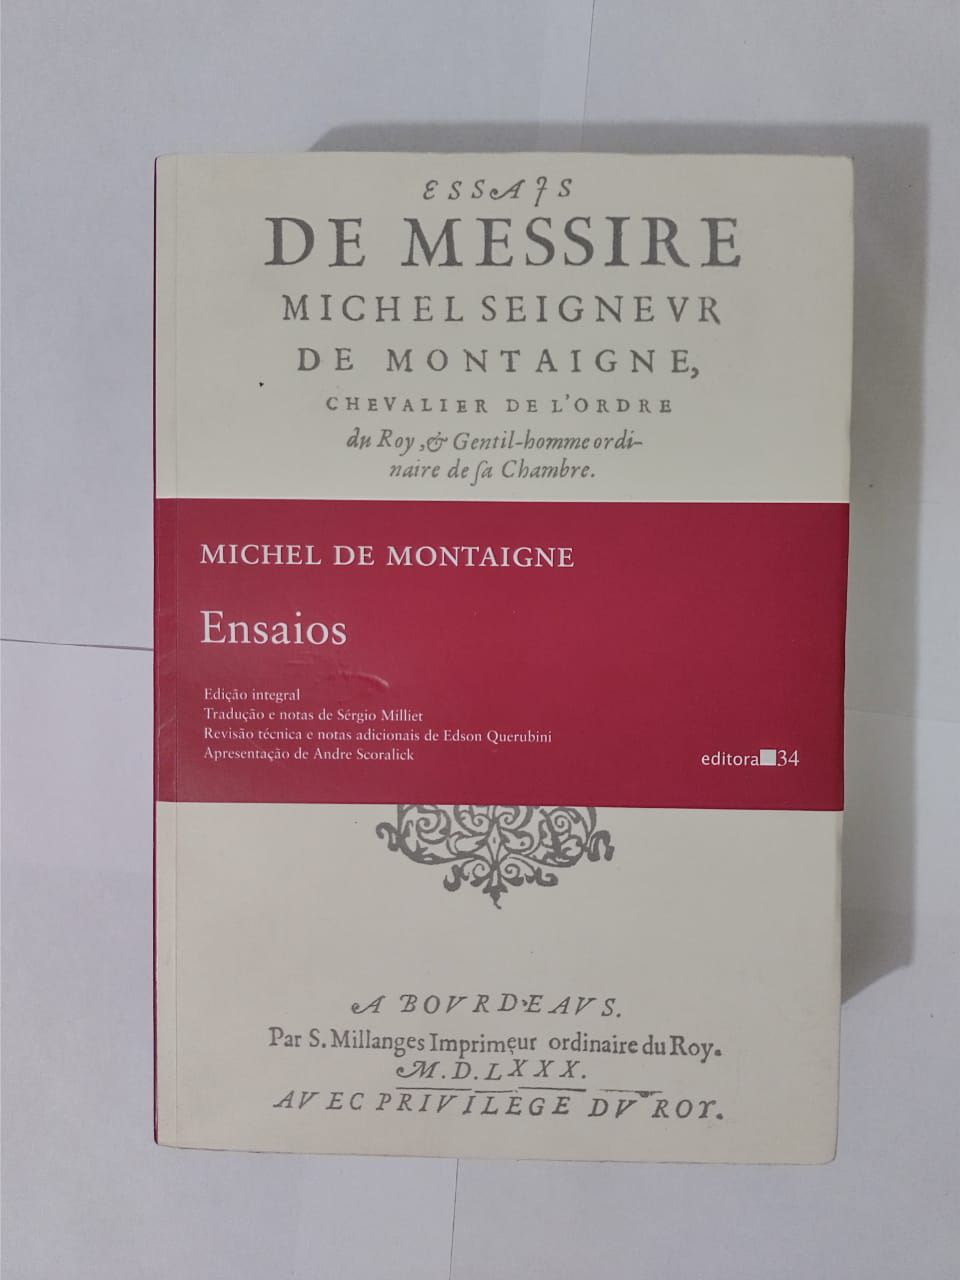 ESSAIS
DE MESSIRE
MICHEL SEIGNEVR
DE MONTAIGNE,
CHEVALIER DE L'ORDRE
du Roy, & Gentil-homme ordi-
naire de ſa Chambre.
MICHEL DE MONTAIGNE
Ensaios
Edição integral
Tradução e notas de Sérgio Milliet
Revisão técnica e notas adicionais de Edson Querubini
Apresentação de Andre Scoralick
editora 34
A BOVRDEAVS.
Par S. Millanges Imprimeur ordinaire du Roy.
M.D.LXXX.
AVEC PRIVILEGE DV ROY.